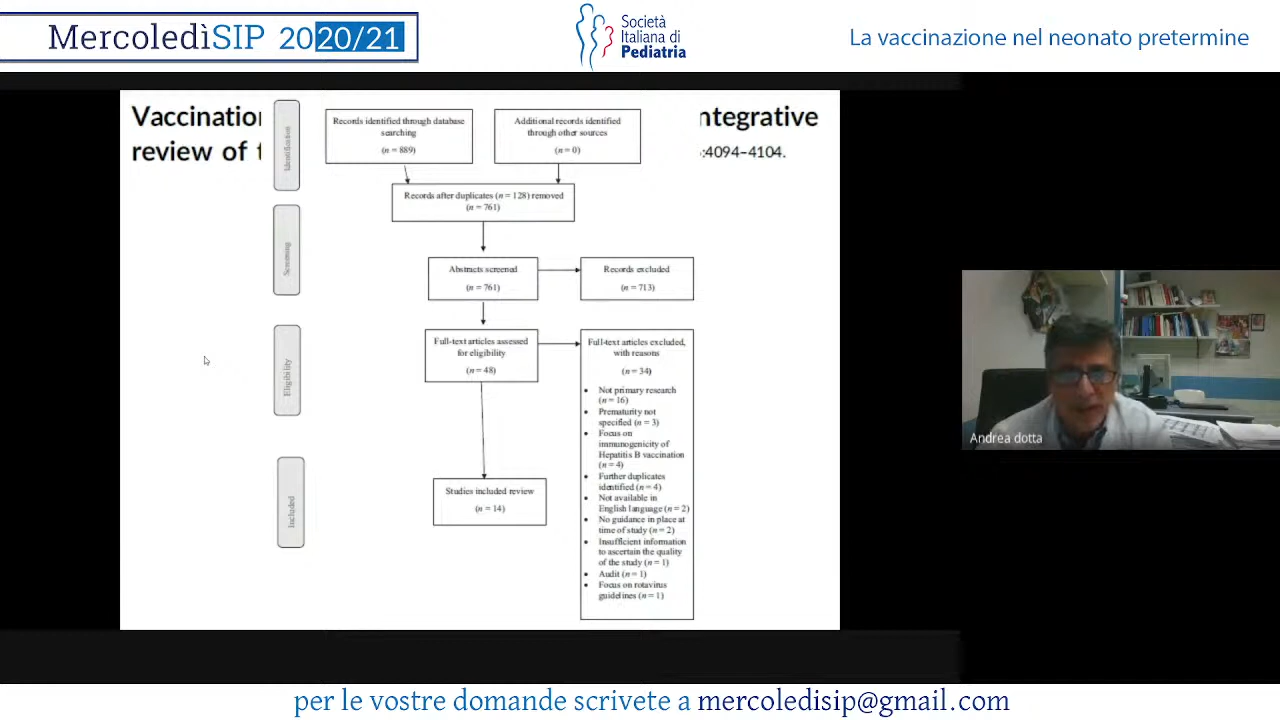 MercoledìSIP 2020/21
Società
Italiana di
Pediatria
La vaccinazione nel neonato pretermine
Vaccination
ntegrative
review of t
:4094–4104.
Identification
Screening
Eligibility
Included
Records identified through database
searching
(n = 889)
Additional records identified
through other sources
(n = 0)
Records after duplicates (n = 128) removed
(n = 761)
Abstracts screened
(n = 761)
Records excluded
(n = 713)
Full-text articles assessed
for eligibility
(n = 48)
Full-text articles excluded,
with reasons
(n = 34)
• Not primary research
(n = 16)
• Prematurity not
specified (n = 3)
• Focus on
immunogenicity of
Hepatitis B vaccination
(n = 4)
• Further duplicates
identified (n = 4)
• Not available in
English language (n = 2)
• No guidance in place at
time of study (n = 2)
• Insufficient information
to ascertain the quality
of the study (n = 1)
• Audit (n = 1)
• Focus on rotavirus
guidelines (n = 1)
Studies included review
(n = 14)
Andrea dotta
per le vostre domande scrivete a mercoledisip@gmail.com